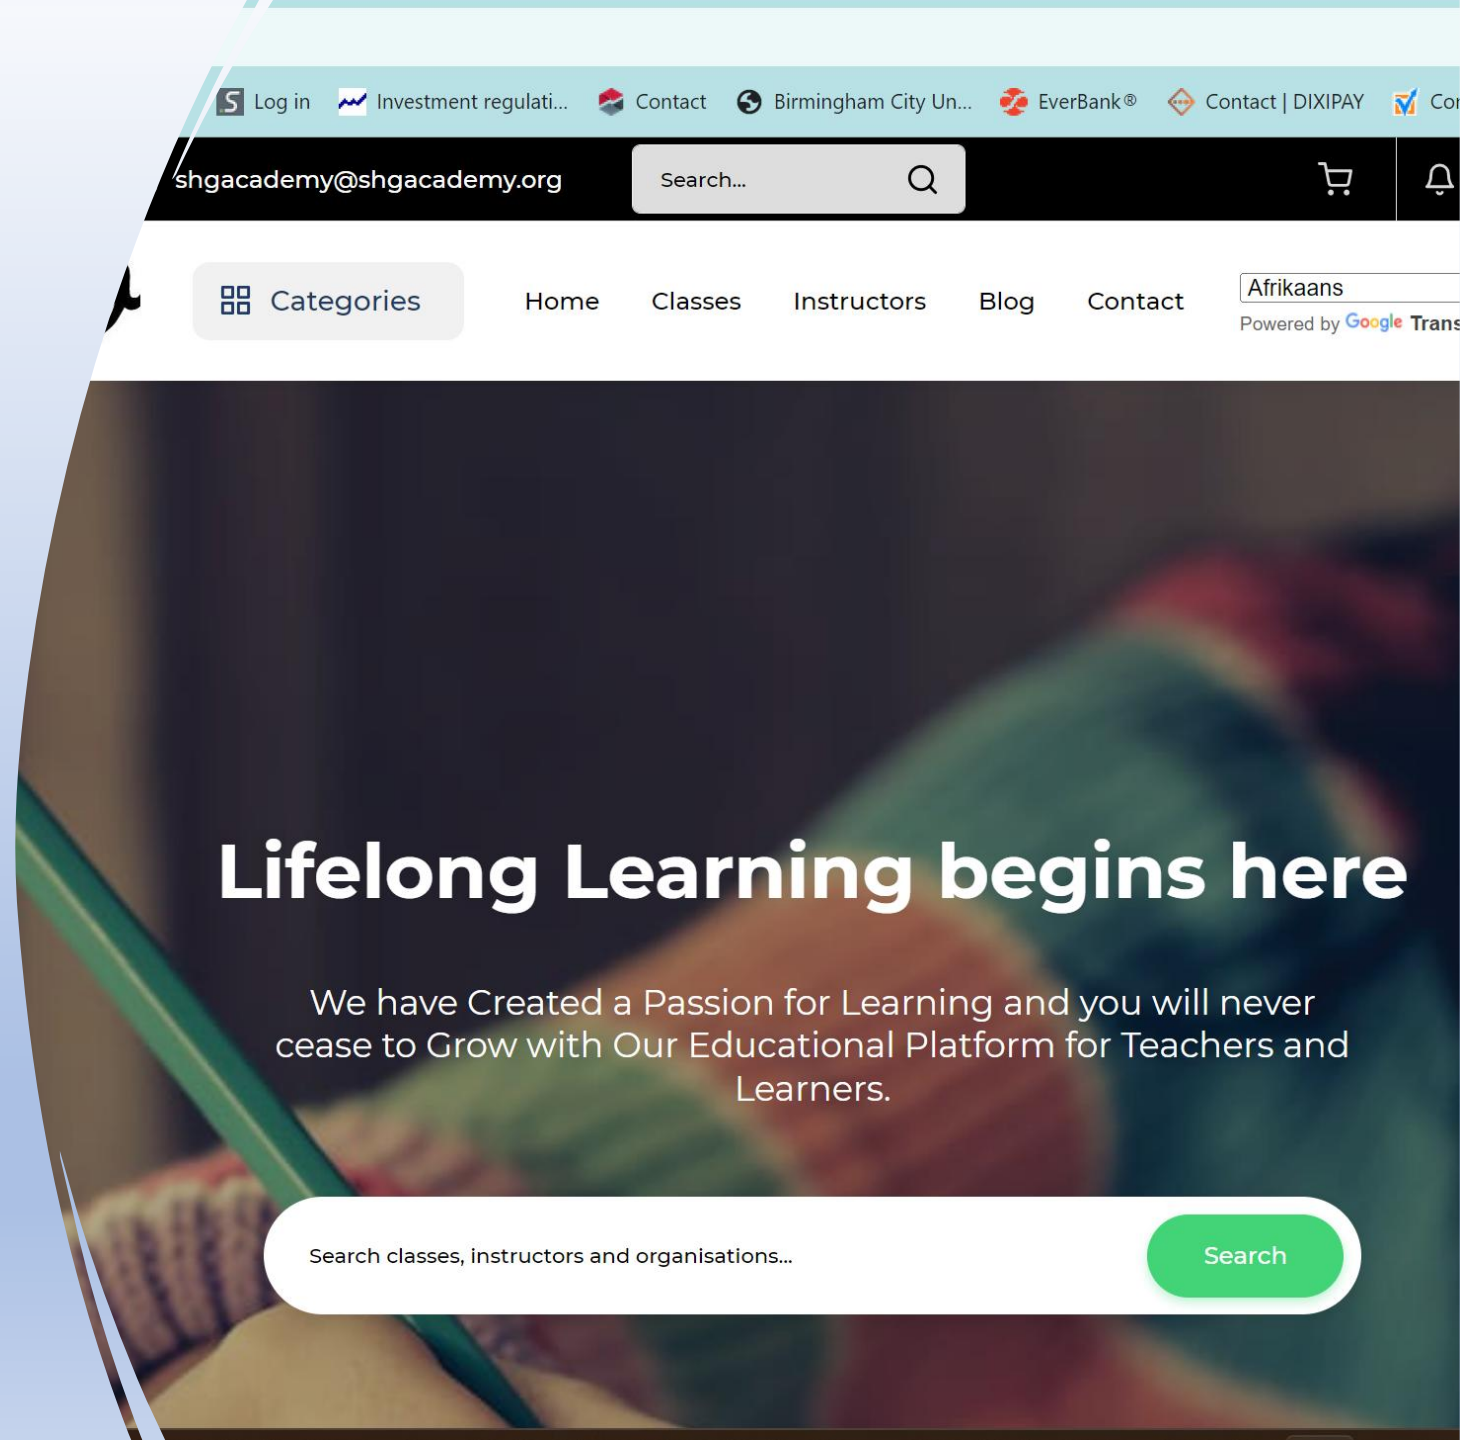 Log in Investment regulati... Contact Birmingham City Un... EverBank® Contact | DIXIPAY
shgacademy@shgacademy.org Search...
Categories Home Classes Instructors Blog Contact Afrikaans
Powered by Google
Lifelong Learning begins here
We have Created a Passion for Learning and you will never
cease to Grow with Our Educational Platform for Teachers and
Learners.
Search classes, instructors and organisations... Search